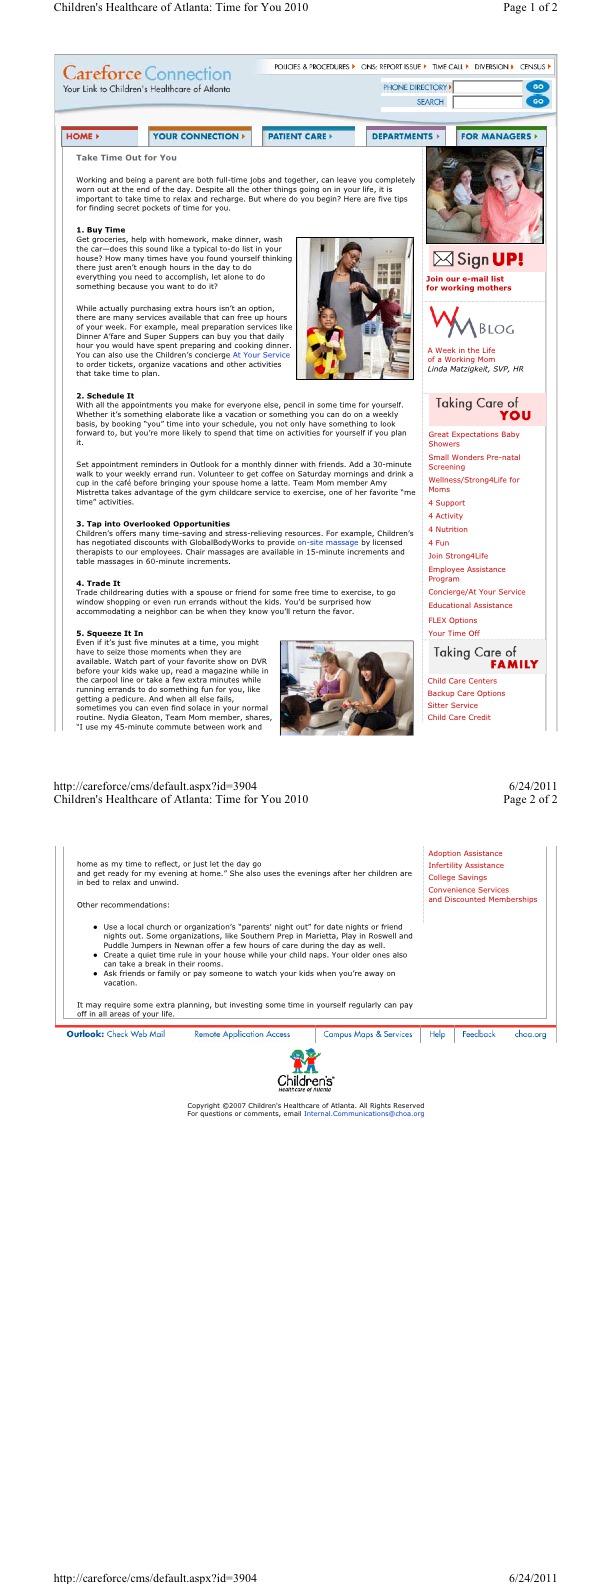 Children's Healthcare of Atlanta: Time for You 2010 Page 1 of 2
Careforce Connection
Your Link to Children's Healthcare of Atlanta
POLICIES & PROCEDURES ONS: REPORT ISSUE TIME CALL DIVERSION CENSUS
PHONE DIRECTORY GO
SEARCH GO
HOME YOUR CONNECTION PATIENT CARE DEPARTMENTS FOR MANAGERS
Take Time Out for You
Working and being a parent are both full-time jobs and together, can leave you completely
worn out at the end of the day. Despite all the other things going on in your life, it is
important to take time to relax and recharge. But where do you begin? Here are five tips
for finding secret pockets of time for you.
1. Buy Time
Get groceries, help with homework, make dinner, wash
the car—does this sound like a typical to-do list in your
house? How many times have you found yourself thinking
there just aren't enough hours in the day to do
everything you need to accomplish, let alone to do
something because you want to do it?
While actually purchasing extra hours isn't an option,
there are many services available that can free up hours
of your week. For example, meal preparation services like
Dinner A'fare and Super Suppers can buy you that daily
hour you would have spent preparing and cooking dinner.
You can also use the Children's concierge At Your Service
to order tickets, organize vacations and other activities
that take time to plan.
2. Schedule It
With all the appointments you make for everyone else, pencil in some time for yourself.
Whether it's something elaborate like a vacation or something you can do on a weekly
basis, by booking "you" time into your schedule, you not only have something to look
forward to, but you're more likely to spend that time on activities for yourself if you plan
it.
Set appointment reminders in Outlook for a monthly dinner with friends. Add a 30-minute
walk to your weekly errand run. Volunteer to get coffee on Saturday mornings and drink a
cup in the café before bringing your spouse home a latte. Team Mom member Amy
Mistretta takes advantage of the gym childcare service to exercise, one of her favorite "me
time" activities.
3. Tap into Overlooked Opportunities
Children's offers many time-saving and stress-relieving resources. For example, Children's
has negotiated discounts with GlobalBodyWorks to provide on-site massage by licensed
therapists to our employees. Chair massages are available in 15-minute increments and
table massages in 60-minute increments.
4. Trade It
Trade childrearing duties with a spouse or friend for some free time to exercise, to go
window shopping or even run errands without the kids. You'd be surprised how
accommodating a neighbor can be when they know you'll return the favor.
5. Squeeze It In
Even if it's just five minutes at a time, you might
have to seize those moments when they are
available. Watch part of your favorite show on DVR
before your kids wake up, read a magazine while in
the carpool line or take a few extra minutes while
running errands to do something fun for you, like
getting a pedicure. And when all else fails,
sometimes you can even find solace in your normal
routine. Nydia Gleaton, Team Mom member, shares,
"I use my 45-minute commute between work and
Sign UP!
Join our e-mail list
for working mothers
WM BLOG
A Week in the Life
of a Working Mom
Linda Matzigkeit, SVP, HR
Taking Care of
YOU
Great Expectations Baby
Showers
Small Wonders Pre-natal
Screening
Wellness/Strong4Life for
Moms
4 Support
4 Activity
4 Nutrition
4 Fun
Join Strong4Life
Employee Assistance
Program
Concierge/At Your Service
Educational Assistance
FLEX Options
Your Time Off
Taking Care of
FAMILY
Child Care Centers
Backup Care Options
Sitter Service
Child Care Credit
http://careforce/cms/default.aspx?id=3904 6/24/2011
Children's Healthcare of Atlanta: Time for You 2010 Page 2 of 2
home as my time to reflect, or just let the day go
and get ready for my evening at home." She also uses the evenings after her children are
in bed to relax and unwind.
Other recommendations:
• Use a local church or organization's "parents' night out" for date nights or friend
nights out. Some organizations, like Southern Prep in Marietta, Play in Roswell and
Puddle Jumpers in Newnan offer a few hours of care during the day as well.
• Create a quiet time rule in your house while your child naps. Your older ones also
can take a break in their rooms.
• Ask friends or family or pay someone to watch your kids when you're away on
vacation.
It may require some extra planning, but investing some time in yourself regularly can pay
off in all areas of your life.
Adoption Assistance
Infertility Assistance
College Savings
Convenience Services
and Discounted Memberships
Outlook: Check Web Mail Remote Application Access Campus Maps & Services Help Feedback choa.org
Children's
Healthcare of Atlanta
Copyright ©2007 Children's Healthcare of Atlanta. All Rights Reserved
For questions or comments, email Internal.Communications@choa.org
http://careforce/cms/default.aspx?id=3904 6/24/2011